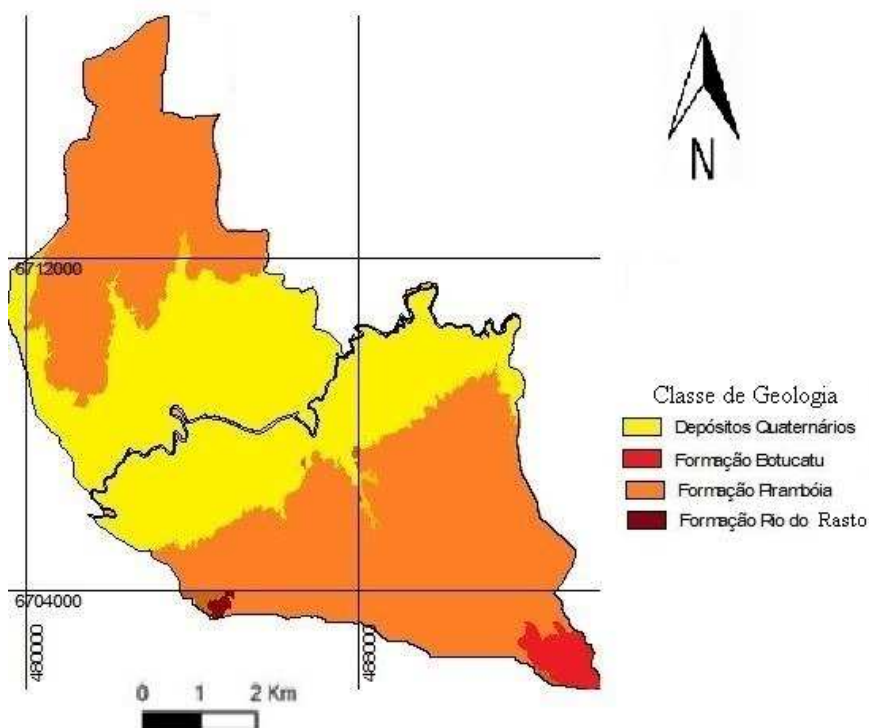 N
6712000
Classe de Geologia
Depósitos Quaternários
Formação Botucatu
Formação Pirambóia
Formação Rio do Rasto
6704000
480000
488000
0 1 2 Km